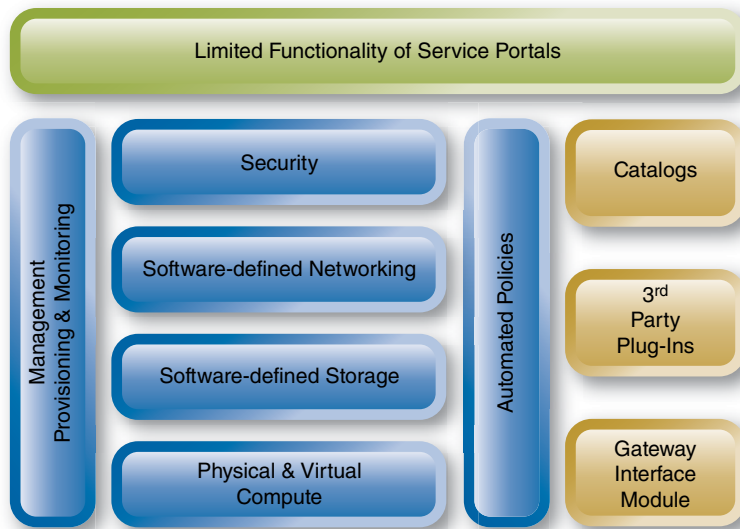 Limited Functionality of Service Portals
Management
Provisioning & Monitoring
Security
Software-defined Networking
Software-defined Storage
Physical & Virtual
Compute
Automated Policies
Catalogs
3rd
Party
Plug-Ins
Gateway
Interface
Module